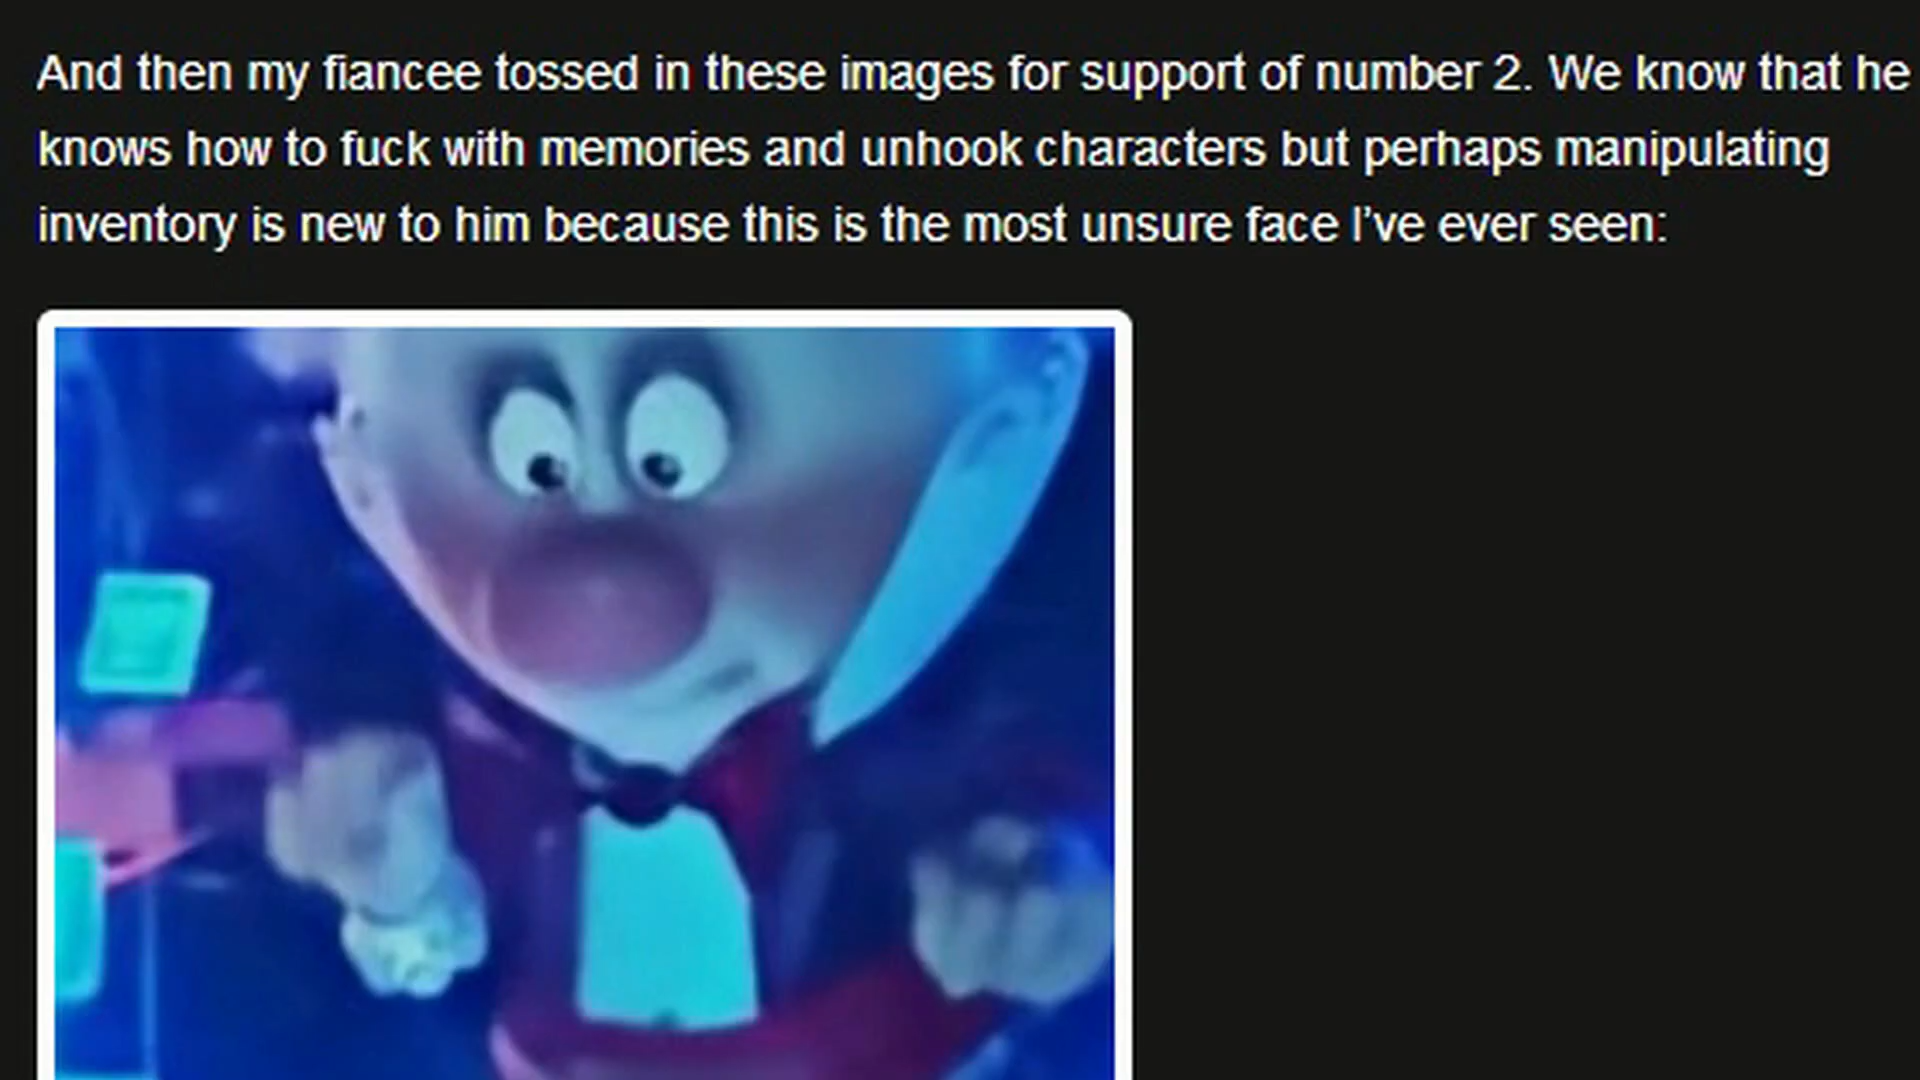 And then my fiancee tossed in these images for support of number 2. We know that he
knows how to fuck with memories and unhook characters but perhaps manipulating
inventory is new to him because this is the most unsure face I've ever seen: